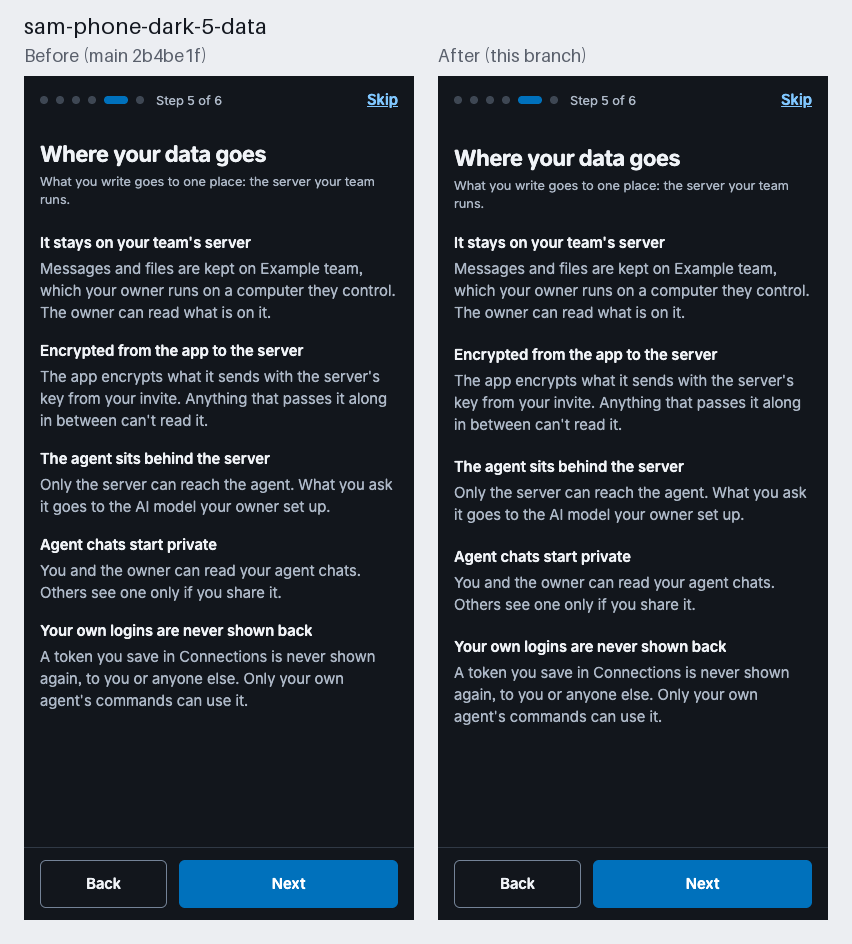 sam-phone-dark-5-data
Before (main 2b4be1f)
Step 5 of 6
Skip
Where your data goes
What you write goes to one place: the server your team
runs.
It stays on your team's server
Messages and files are kept on Example team,
which your owner runs on a computer they control.
The owner can read what is on it.
Encrypted from the app to the server
The app encrypts what it sends with the server's
key from your invite. Anything that passes it along
in between can't read it.
The agent sits behind the server
Only the server can reach the agent. What you ask
it goes to the AI model your owner set up.
Agent chats start private
You and the owner can read your agent chats.
Others see one only if you share it.
Your own logins are never shown back
A token you save in Connections is never shown
again, to you or anyone else. Only your own
agent's commands can use it.
Back
Next
After (this branch)
Step 5 of 6
Skip
Where your data goes
What you write goes to one place: the server your team
runs.
It stays on your team's server
Messages and files are kept on Example team,
which your owner runs on a computer they control.
The owner can read what is on it.
Encrypted from the app to the server
The app encrypts what it sends with the server's
key from your invite. Anything that passes it along
in between can't read it.
The agent sits behind the server
Only the server can reach the agent. What you ask
it goes to the AI model your owner set up.
Agent chats start private
You and the owner can read your agent chats.
Others see one only if you share it.
Your own logins are never shown back
A token you save in Connections is never shown
again, to you or anyone else. Only your own
agent's commands can use it.
Back
Next